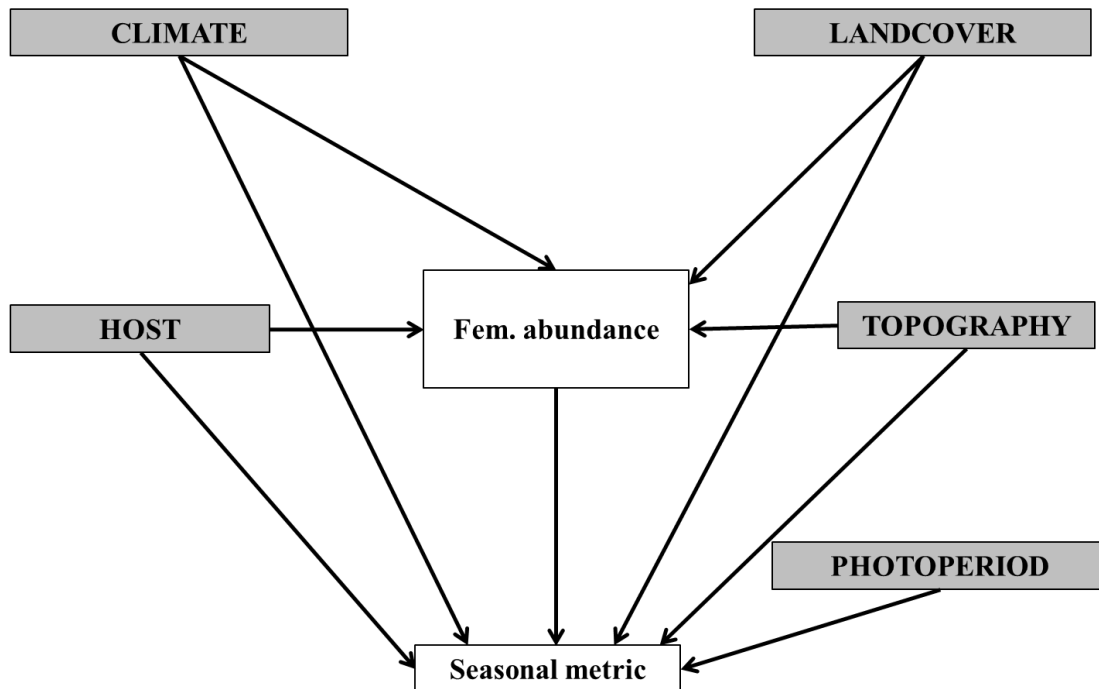 CLIMATE
LANDCOVER
HOST
Fem. abundance
TOPOGRAPHY
PHOTOPERIOD
Seasonal metric